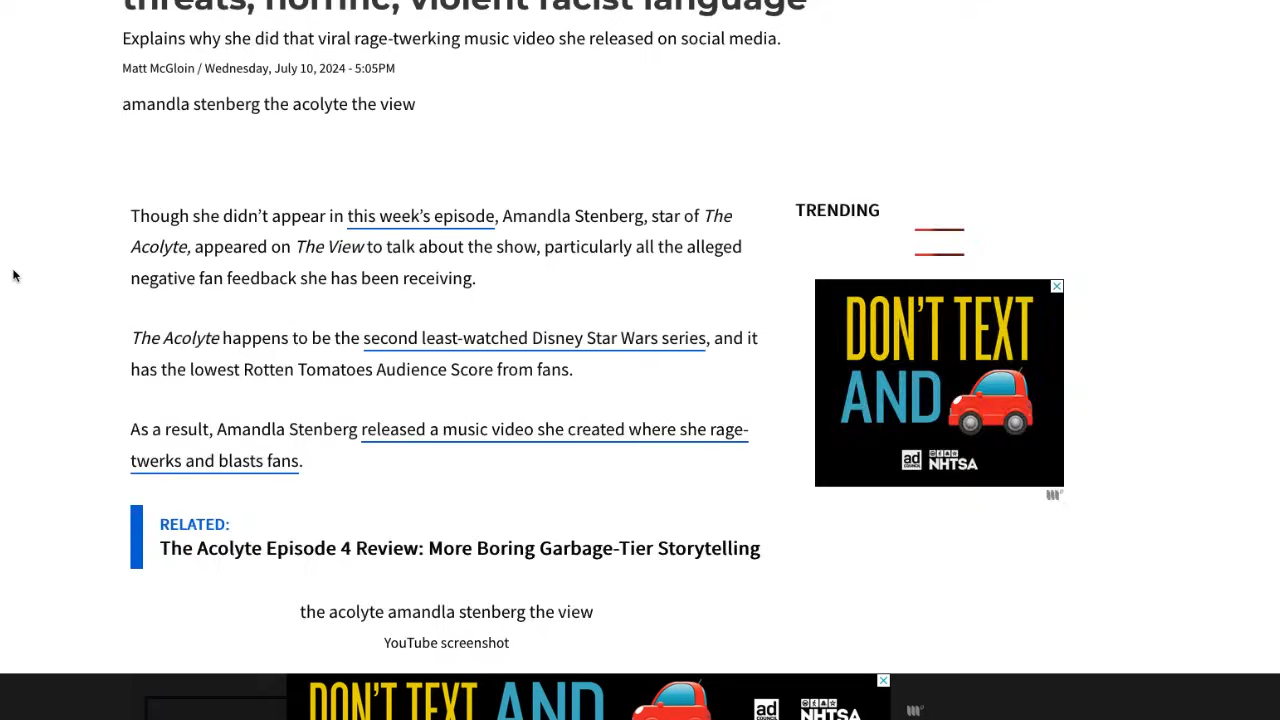 threats, horrific, violent racist language
Explains why she did that viral rage-twerking music video she released on social media.
Matt McGloin / Wednesday, July 10, 2024 - 5:05PM
amandla stenberg the acolyte the view
Though she didn’t appear in this week’s episode, Amandla Stenberg, star of The
Acolyte, appeared on The View to talk about the show, particularly all the alleged
negative fan feedback she has been receiving.
The Acolyte happens to be the second least-watched Disney Star Wars series, and it
has the lowest Rotten Tomatoes Audience Score from fans.
As a result, Amandla Stenberg released a music video she created where she rage-
twerks and blasts fans.
RELATED:
The Acolyte Episode 4 Review: More Boring Garbage-Tier Storytelling
the acolyte amandla stenberg the view
YouTube screenshot
TRENDING
DON'T TEXT
AND
ad
COUNCIL
NHTSA
DON'T TEXT AND
ad
COUNCIL
NHTSA